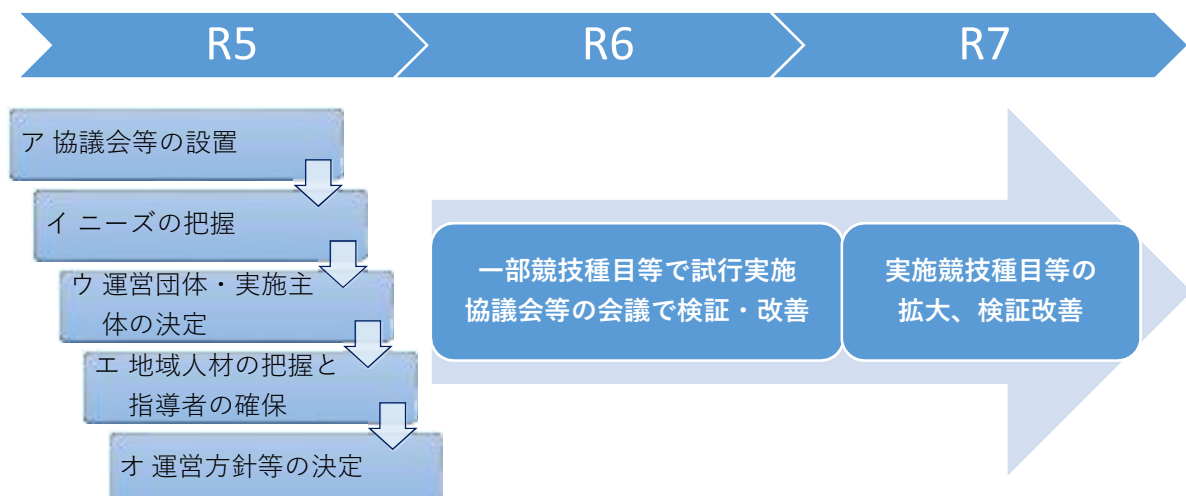 R5
R6
R7
ア 協議会等の設置
イ ニーズの把握
ウ 運営団体・実施主
体の決定
エ 地域人材の把握と
指導者の確保
オ 運営方針等の決定
一部競技種目等で試行実施
協議会等の会議で検証・改善
実施競技種目等の
拡大、検証改善